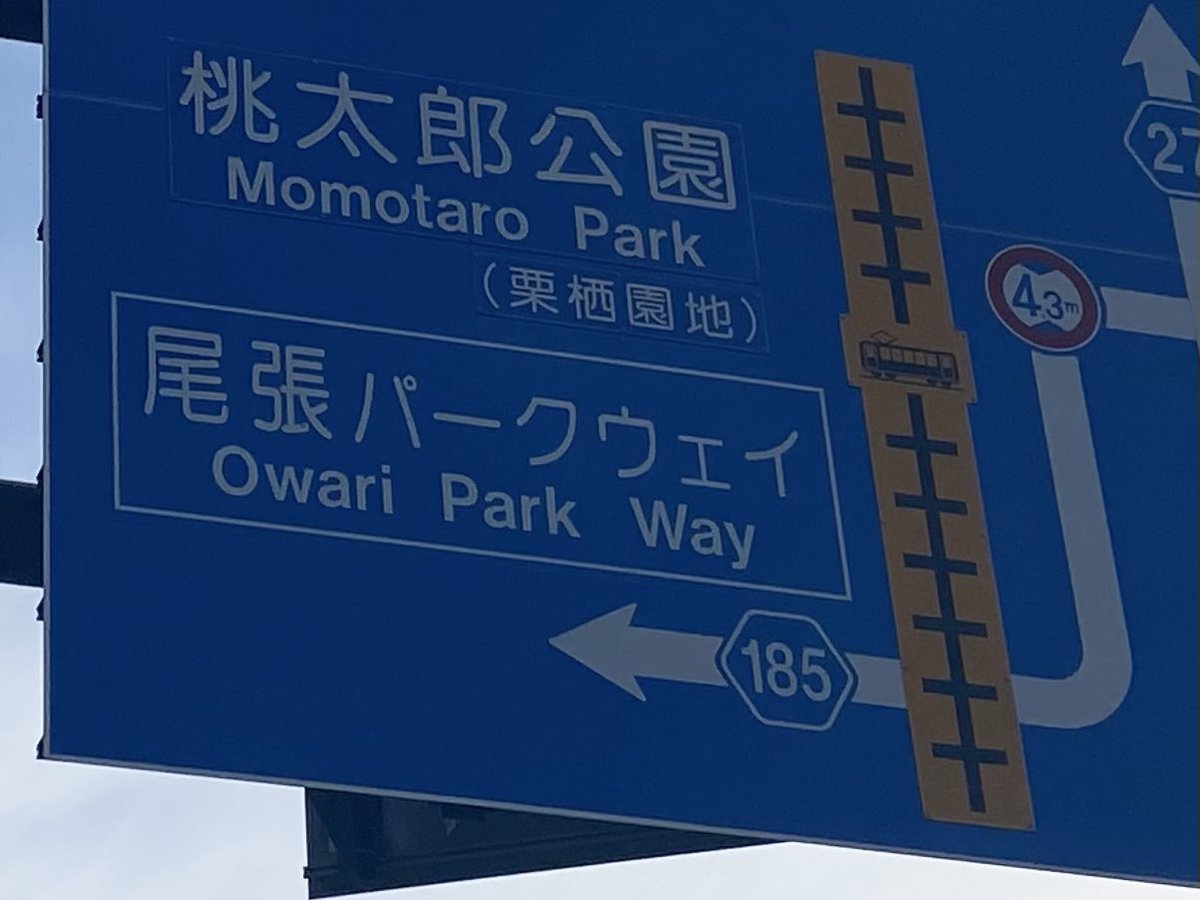 桃太郎公園
Momotaro Park
(栗栖園地)
尾張パークウェイ
Owari Park Way
185
4.3m
27